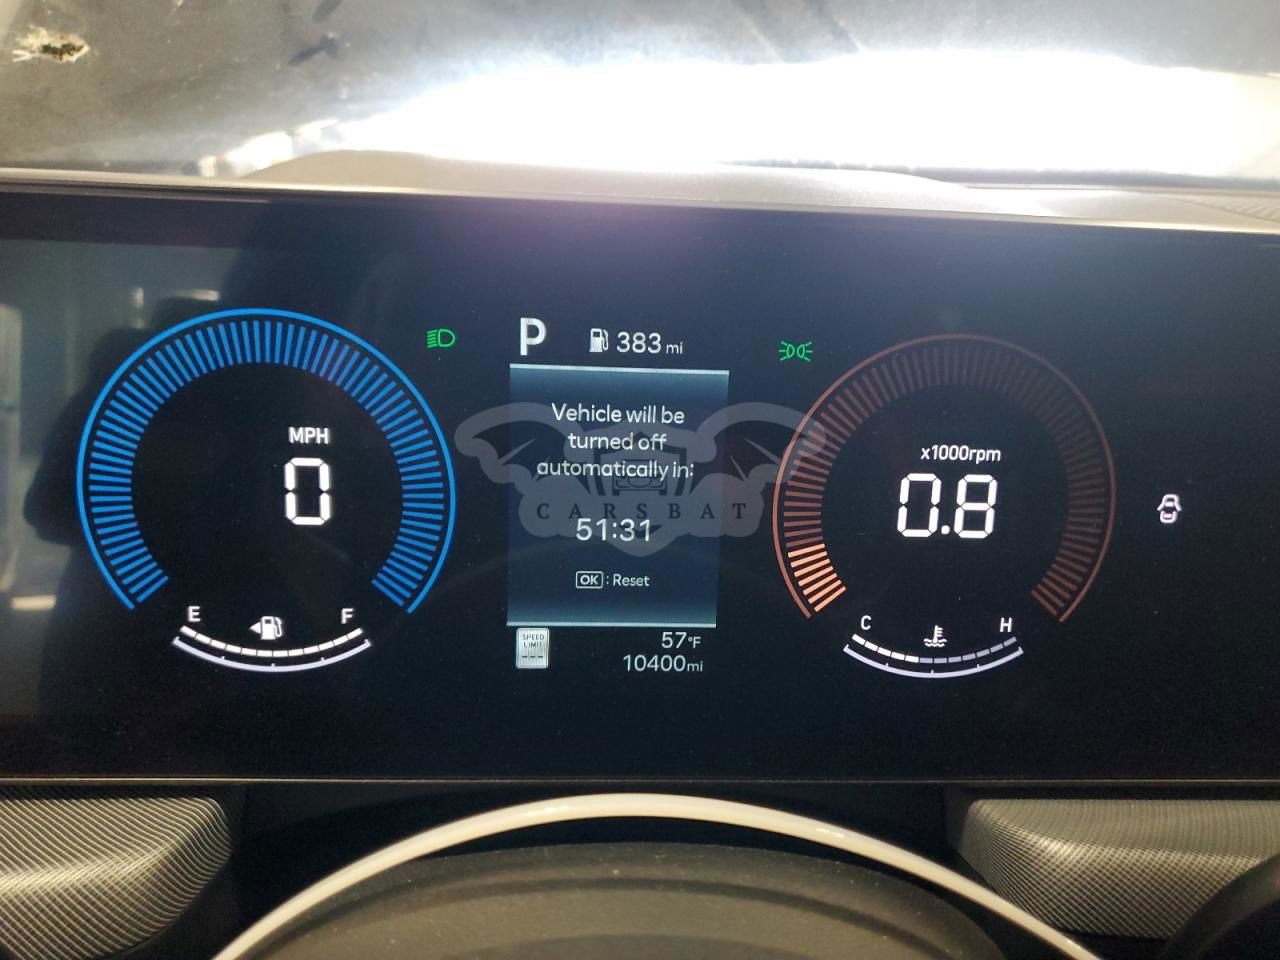 P 383 mi
MPH
0
Vehicle will be
turned off
automatically in:
CARSBAT
51:31
OK : Reset
x1000rpm
0.8
E F
C H
SPEED
LIMIT
---
57°F
10400mi